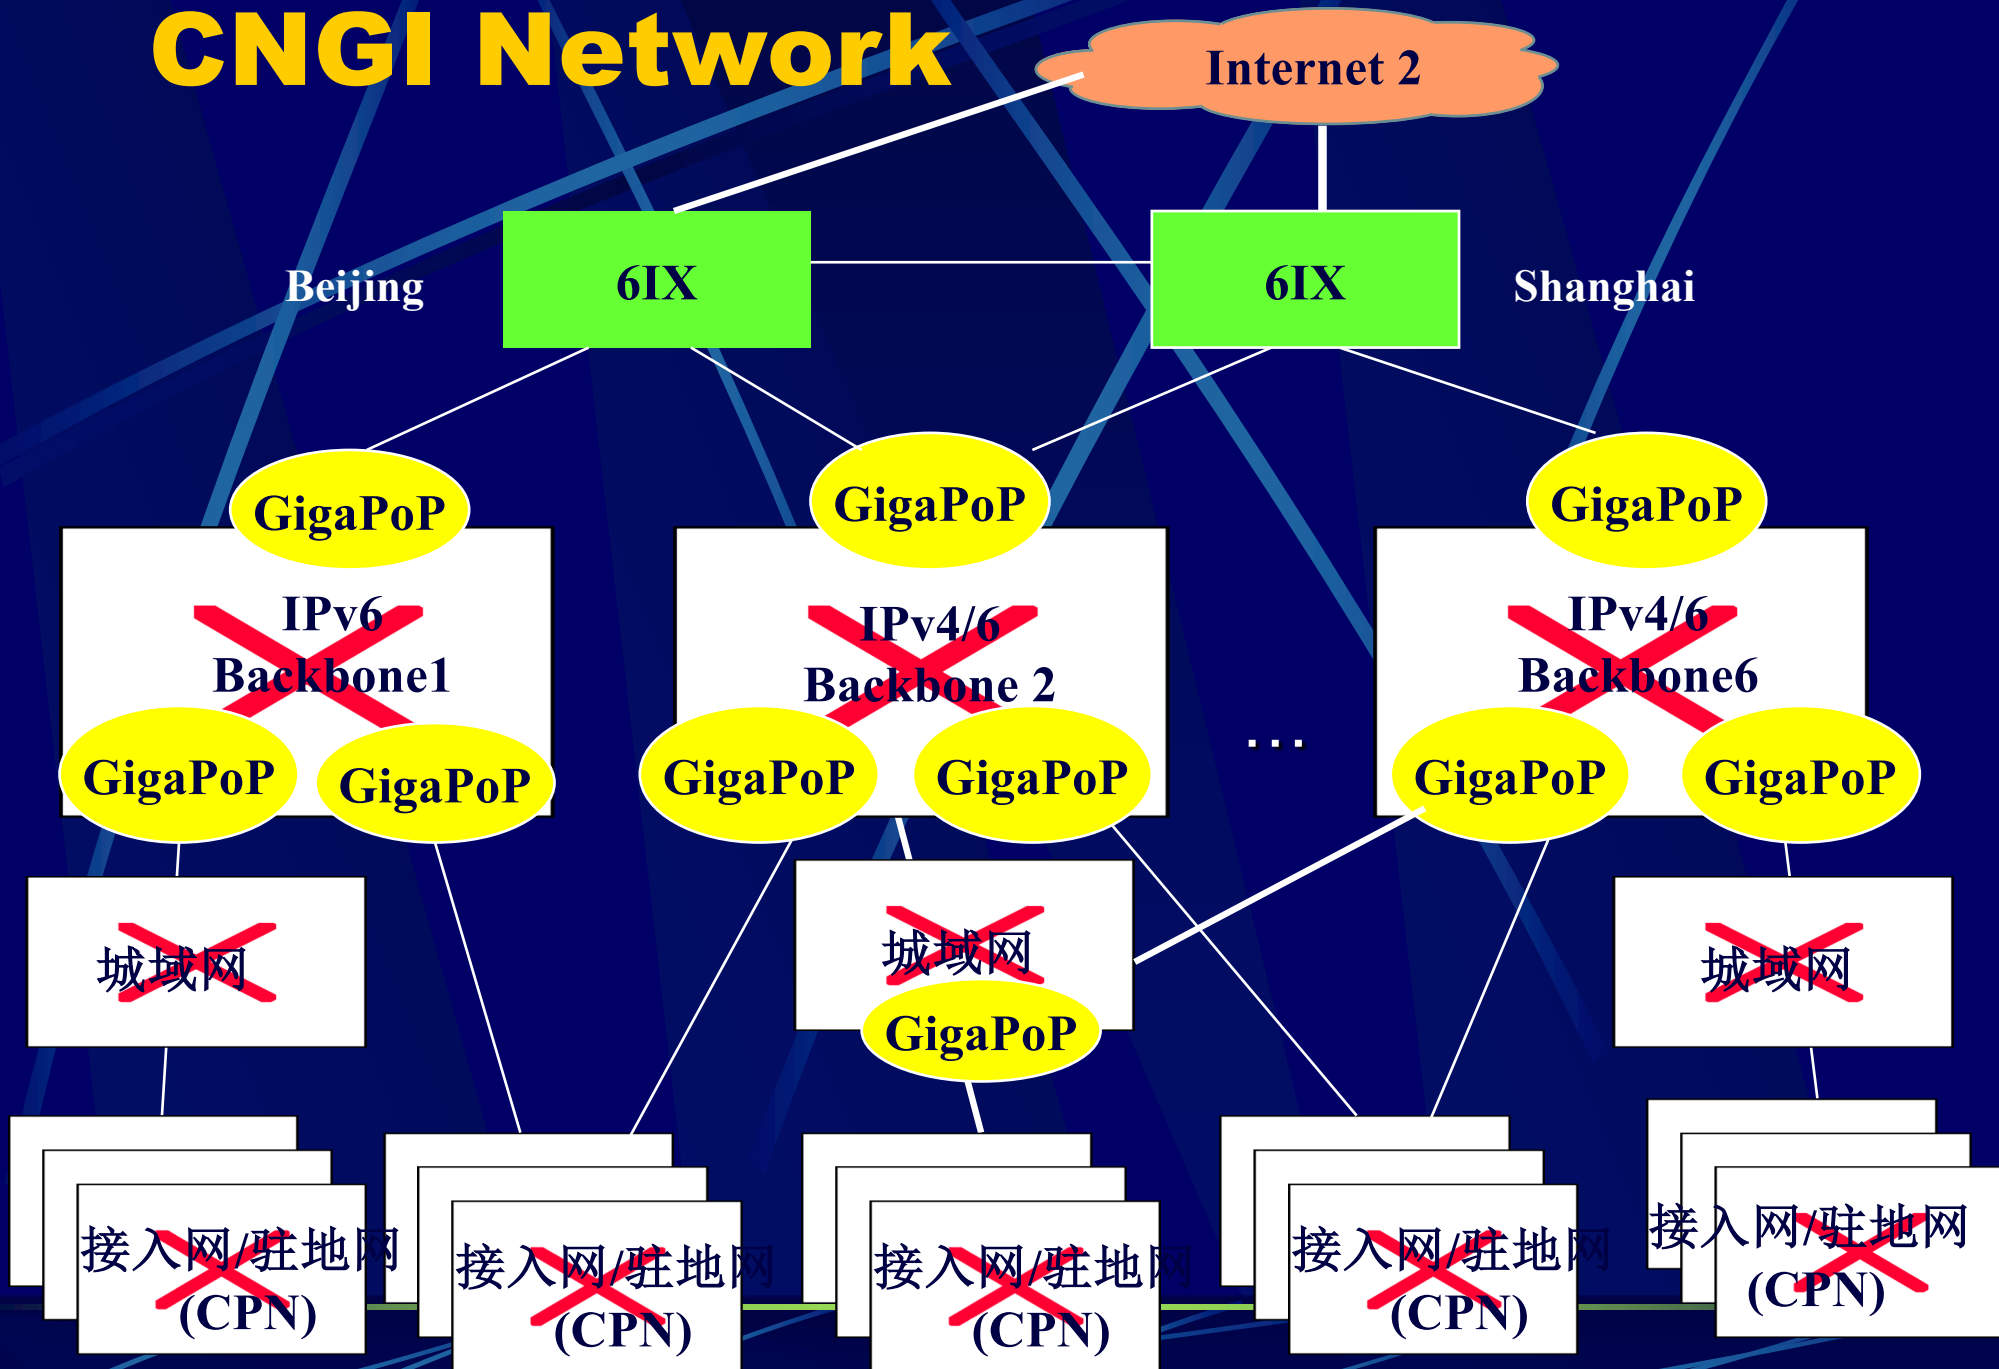 CNGI Network
Internet 2
Beijing
6IX
6IX
Shanghai
GigaPoP
GigaPoP
GigaPoP
IPv6
Backbone1
IPv4/6
Backbone 2
IPv4/6
Backbone6
...
GigaPoP
GigaPoP
GigaPoP
GigaPoP
GigaPoP
GigaPoP
城域网
城域网
城域网
GigaPoP
接入网/驻地网
(CPN)
接入网/驻地网
(CPN)
接入网/驻地网
(CPN)
接入网/驻地网
(CPN)
接入网/驻地网
(CPN)